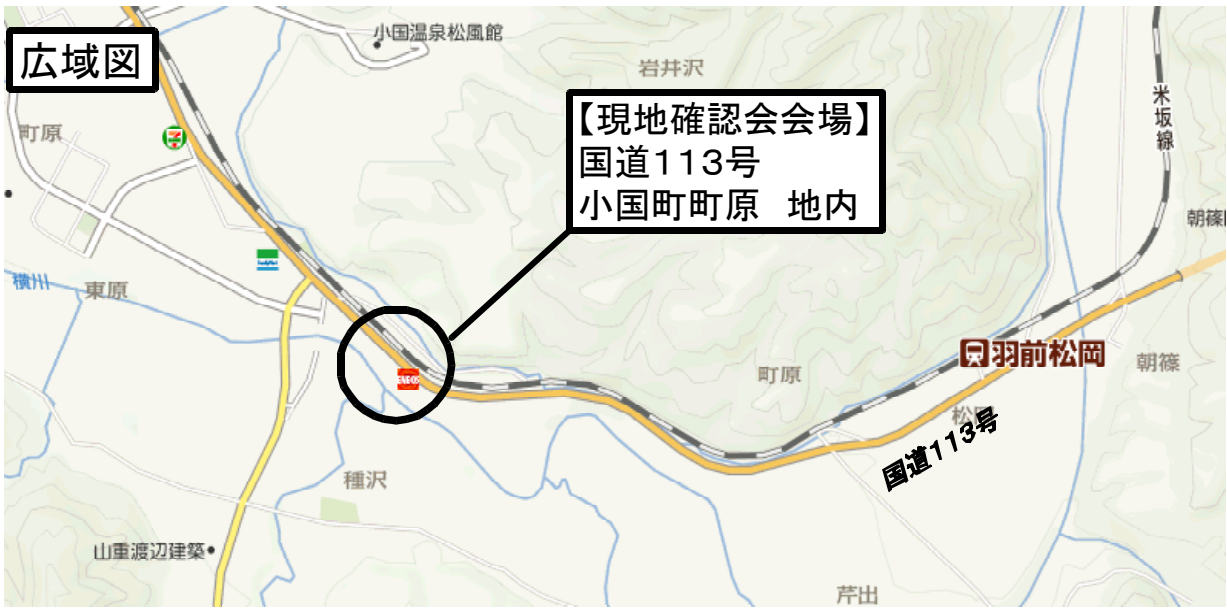 広域図
小国温泉松風館
岩井沢
【現地確認会会場】
国道113号
小国町町原　地内
米坂線
町原
朝篠
横川
東原
FamilyMart
ENEOS
羽前松岡
町原
朝篠
国道113号
種沢
山重渡辺建築
芹出